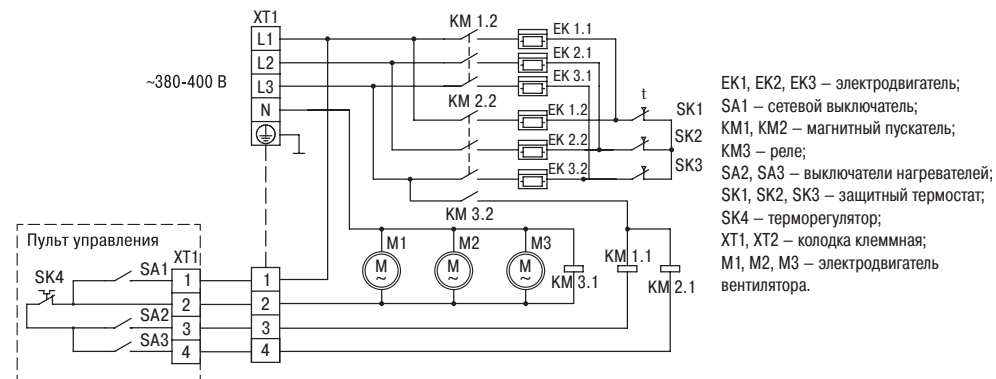 XT1
L1
L2
L3
N
~380-400 В
KM 1.2
EK 1.1
EK 2.1
EK 3.1
KM 2.2
EK 1.2
EK 2.2
EK 3.2
t
SK1
SK2
SK3
KM 3.2
M1
M2
M3
M
~
M
~
M
~
KM 3.1
KM 1.1
KM 2.1
Пульт управления
XT1
SK4
SA1
SA2
SA3
1
2
3
4
1
2
3
4
EK1, EK2, EK3 – электродвигатель;
SA1 – сетевой выключатель;
KM1, KM2 – магнитный пускатель;
KM3 – реле;
SA2, SA3 – выключатели нагревателей;
SK1, SK2, SK3 – защитный термостат;
SK4 – терморегулятор;
XT1, XT2 – колодка клеммная;
M1, M2, M3 – электродвигатель
вентилятора.